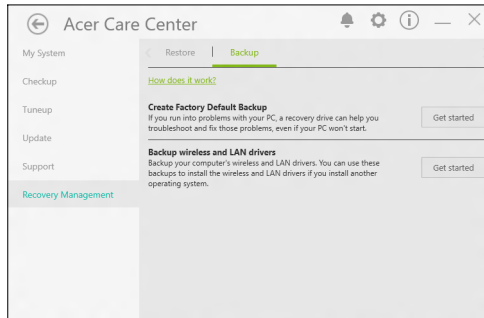 Acer Care Center
My System
Checkup
Tuneup
Update
Support
Recovery Management
Restore
Backup
How does it work?
Create Factory Default Backup
If you run into problems with your PC, a recovery drive can help you
troubleshoot and fix those problems, even if your PC won't start.
Get started
Backup wireless and LAN drivers
Backup your computer's wireless and LAN drivers. You can use these
backups to install the wireless and LAN drivers if you install another
operating system.
Get started